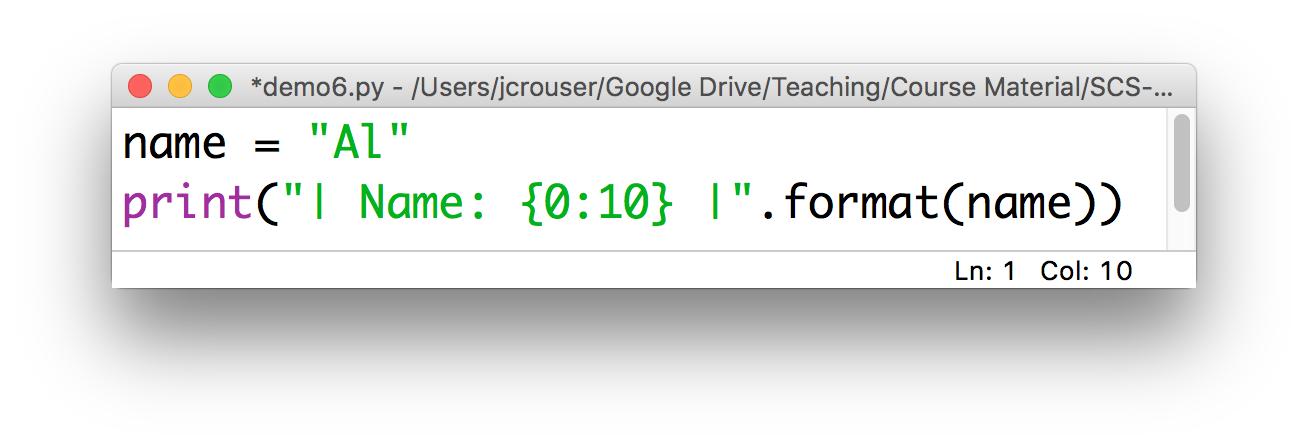 *demo6.py - /Users/jcrouser/Google Drive/Teaching/Course Material/SCS-...
name = "Al"
print("| Name: {0:10} |".format(name))
Ln: 1 Col: 10